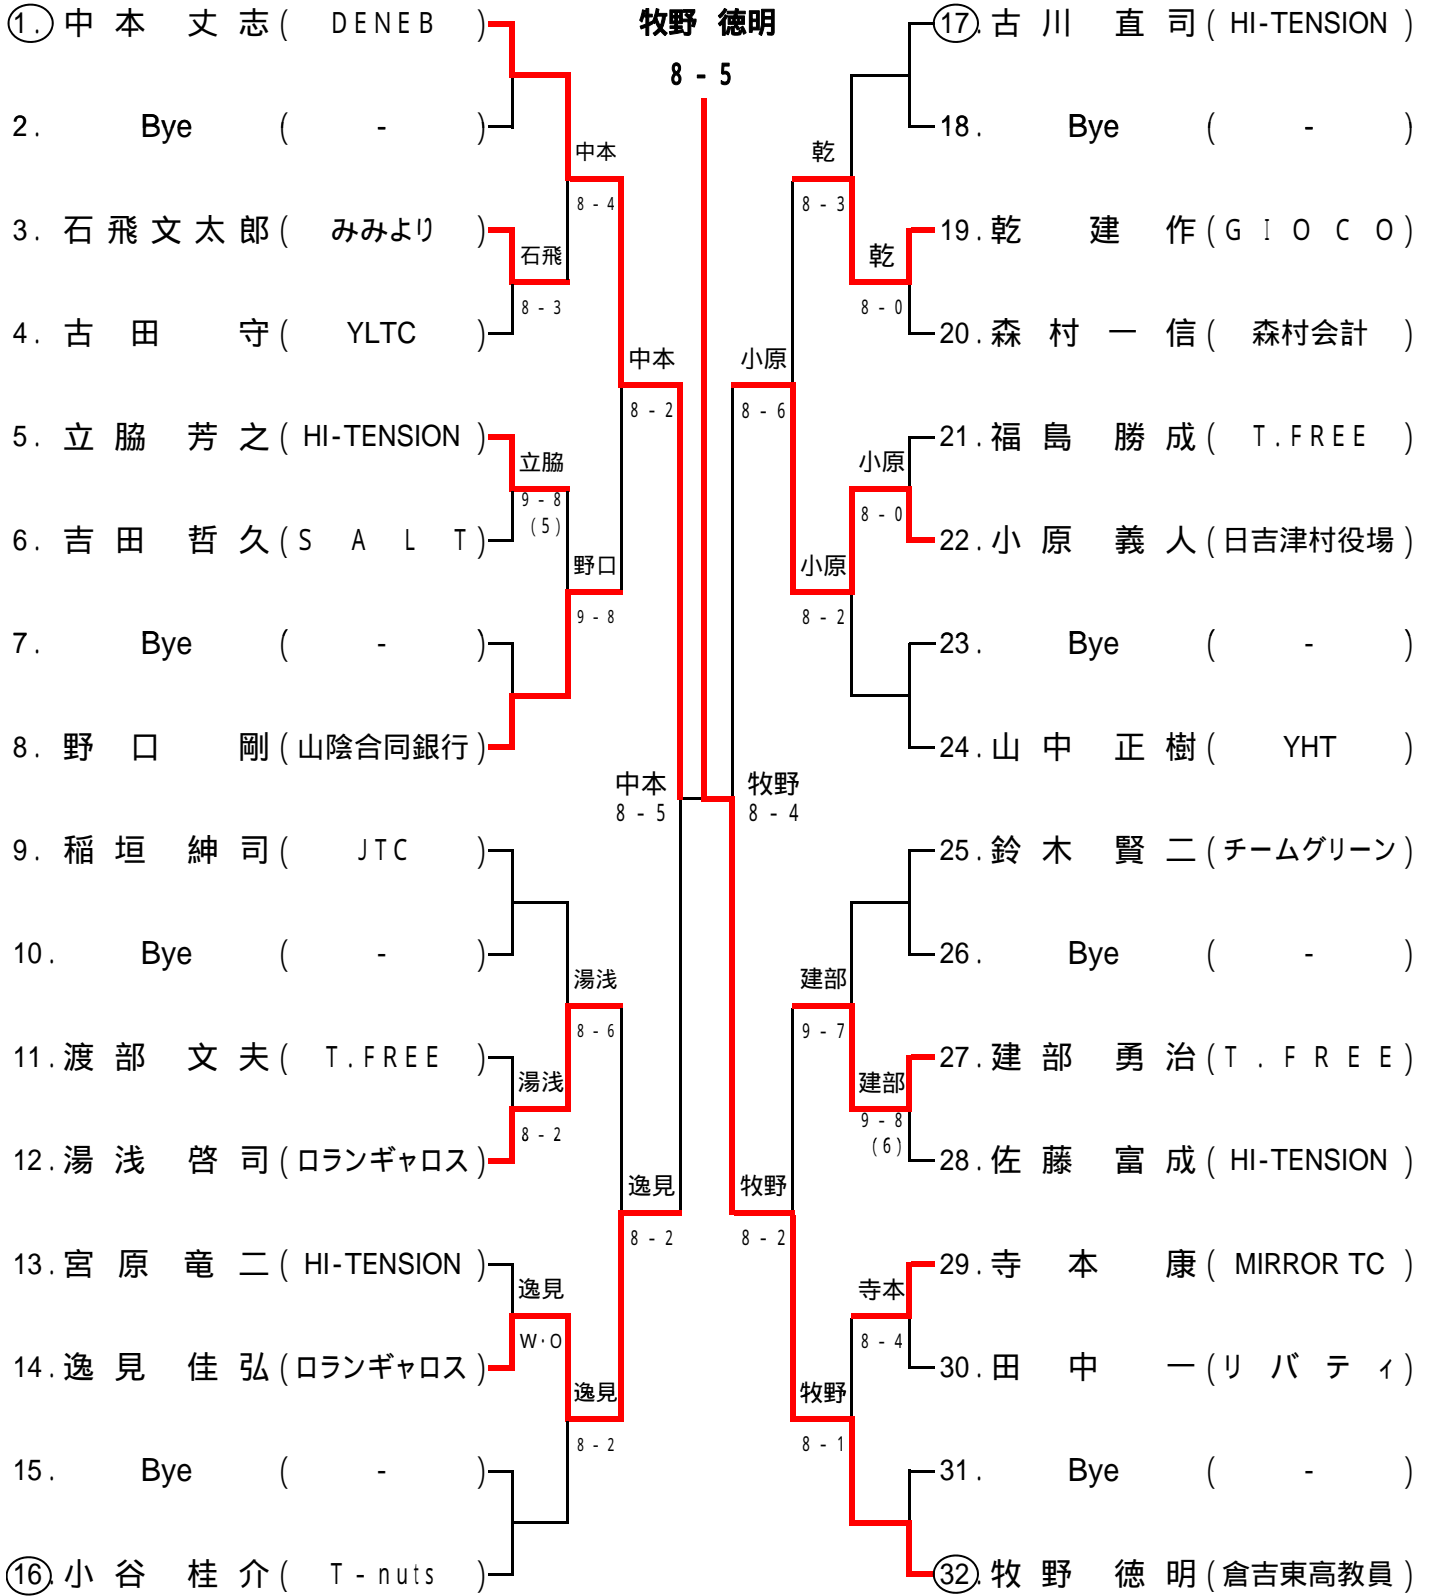 牧野 徳明
8 - 5
1. 中本 丈志 ( DENEB )
2. Bye ( - )
3. 石飛文太郎 ( みみより )
4. 古田 守 ( YLTC )
5. 立脇 芳之 ( HI-TENSION )
6. 吉田 哲久 ( SALT )
7. Bye ( - )
8. 野口 剛 ( 山陰合同銀行 )
9. 稲垣 紳司 ( JTC )
10. Bye ( - )
11. 渡部 文夫 ( T.FREE )
12. 湯浅 啓司 ( ロランギャロス )
13. 宮原 竜二 ( HI-TENSION )
14. 逸見 佳弘 ( ロランギャロス )
15. Bye ( - )
16. 小谷 桂介 ( T-nuts )
石飛
8 - 3
立脇
9 - 8
(5)
湯浅
8 - 2
逸見
W・O
中本
8 - 4
野口
9 - 8
湯浅
8 - 6
逸見
8 - 2
中本
8 - 2
逸見
8 - 2
中本
8 - 5
牧野
8 - 4
小原
8 - 6
牧野
8 - 2
乾
8 - 3
小原
8 - 2
建部
9 - 7
牧野
8 - 1
乾
8 - 0
小原
8 - 0
建部
9 - 8
(6)
寺本
8 - 4
17. 古川 直司 ( HI-TENSION )
18. Bye ( - )
19. 乾 建作 ( GIOCO )
20. 森村 一信 ( 森村会計 )
21. 福島 勝成 ( T.FREE )
22. 小原 義人 ( 日吉津村役場 )
23. Bye ( - )
24. 山中 正樹 ( YHT )
25. 鈴木 賢二 ( チームグリーン )
26. Bye ( - )
27. 建部 勇治 ( T.FREE )
28. 佐藤 富成 ( HI-TENSION )
29. 寺本 康 ( MIRROR TC )
30. 田中 一 ( リバティ )
31. Bye ( - )
32. 牧野 徳明 ( 倉吉東高教員 )